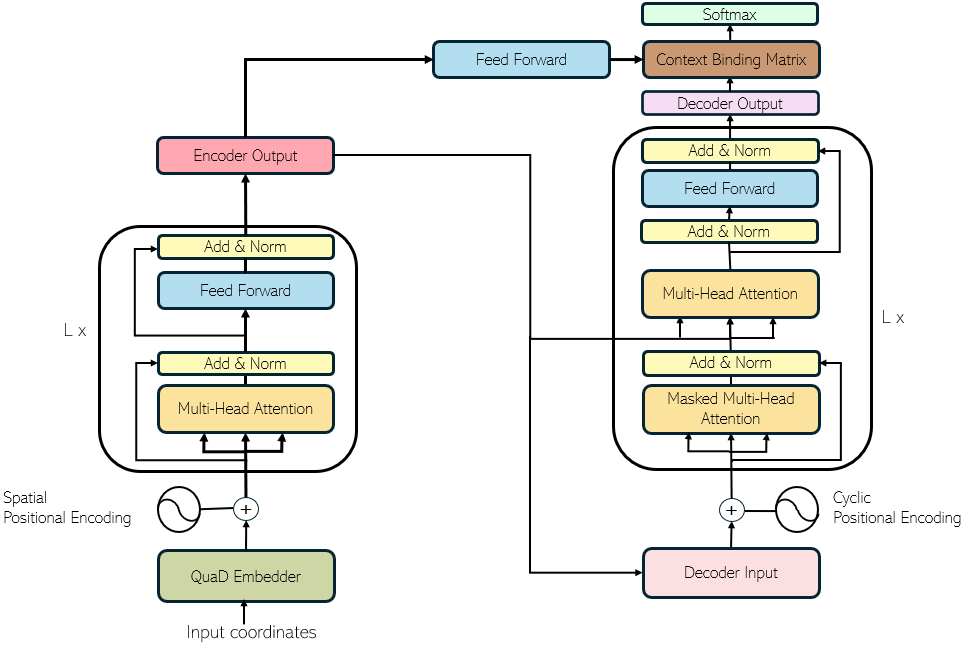 Softmax
Feed Forward
Context Binding Matrix
Decoder Output
Encoder Output
Add & Norm
Feed Forward
Add & Norm
Add & Norm
Feed Forward
Multi-Head Attention
L x
L x
Add & Norm
Add & Norm
Multi-Head Attention
Masked Multi-Head
Attention
Spatial
Positional Encoding
+
+
Cyclic
Positional Encoding
QuaD Embedder
Decoder Input
Input coordinates